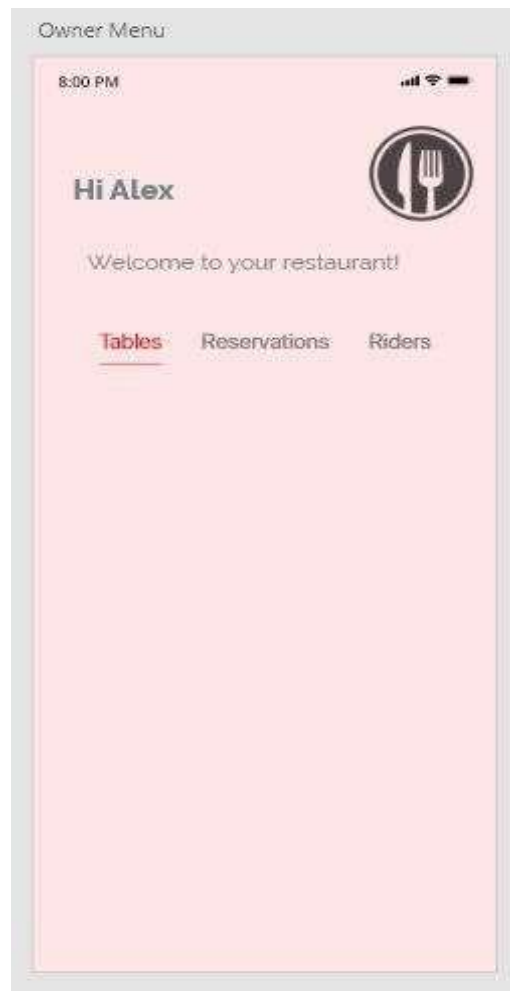 Owner Menu
8:00 PM
Hi Alex
Welcome to your restaurant!
Tables Reservations Riders